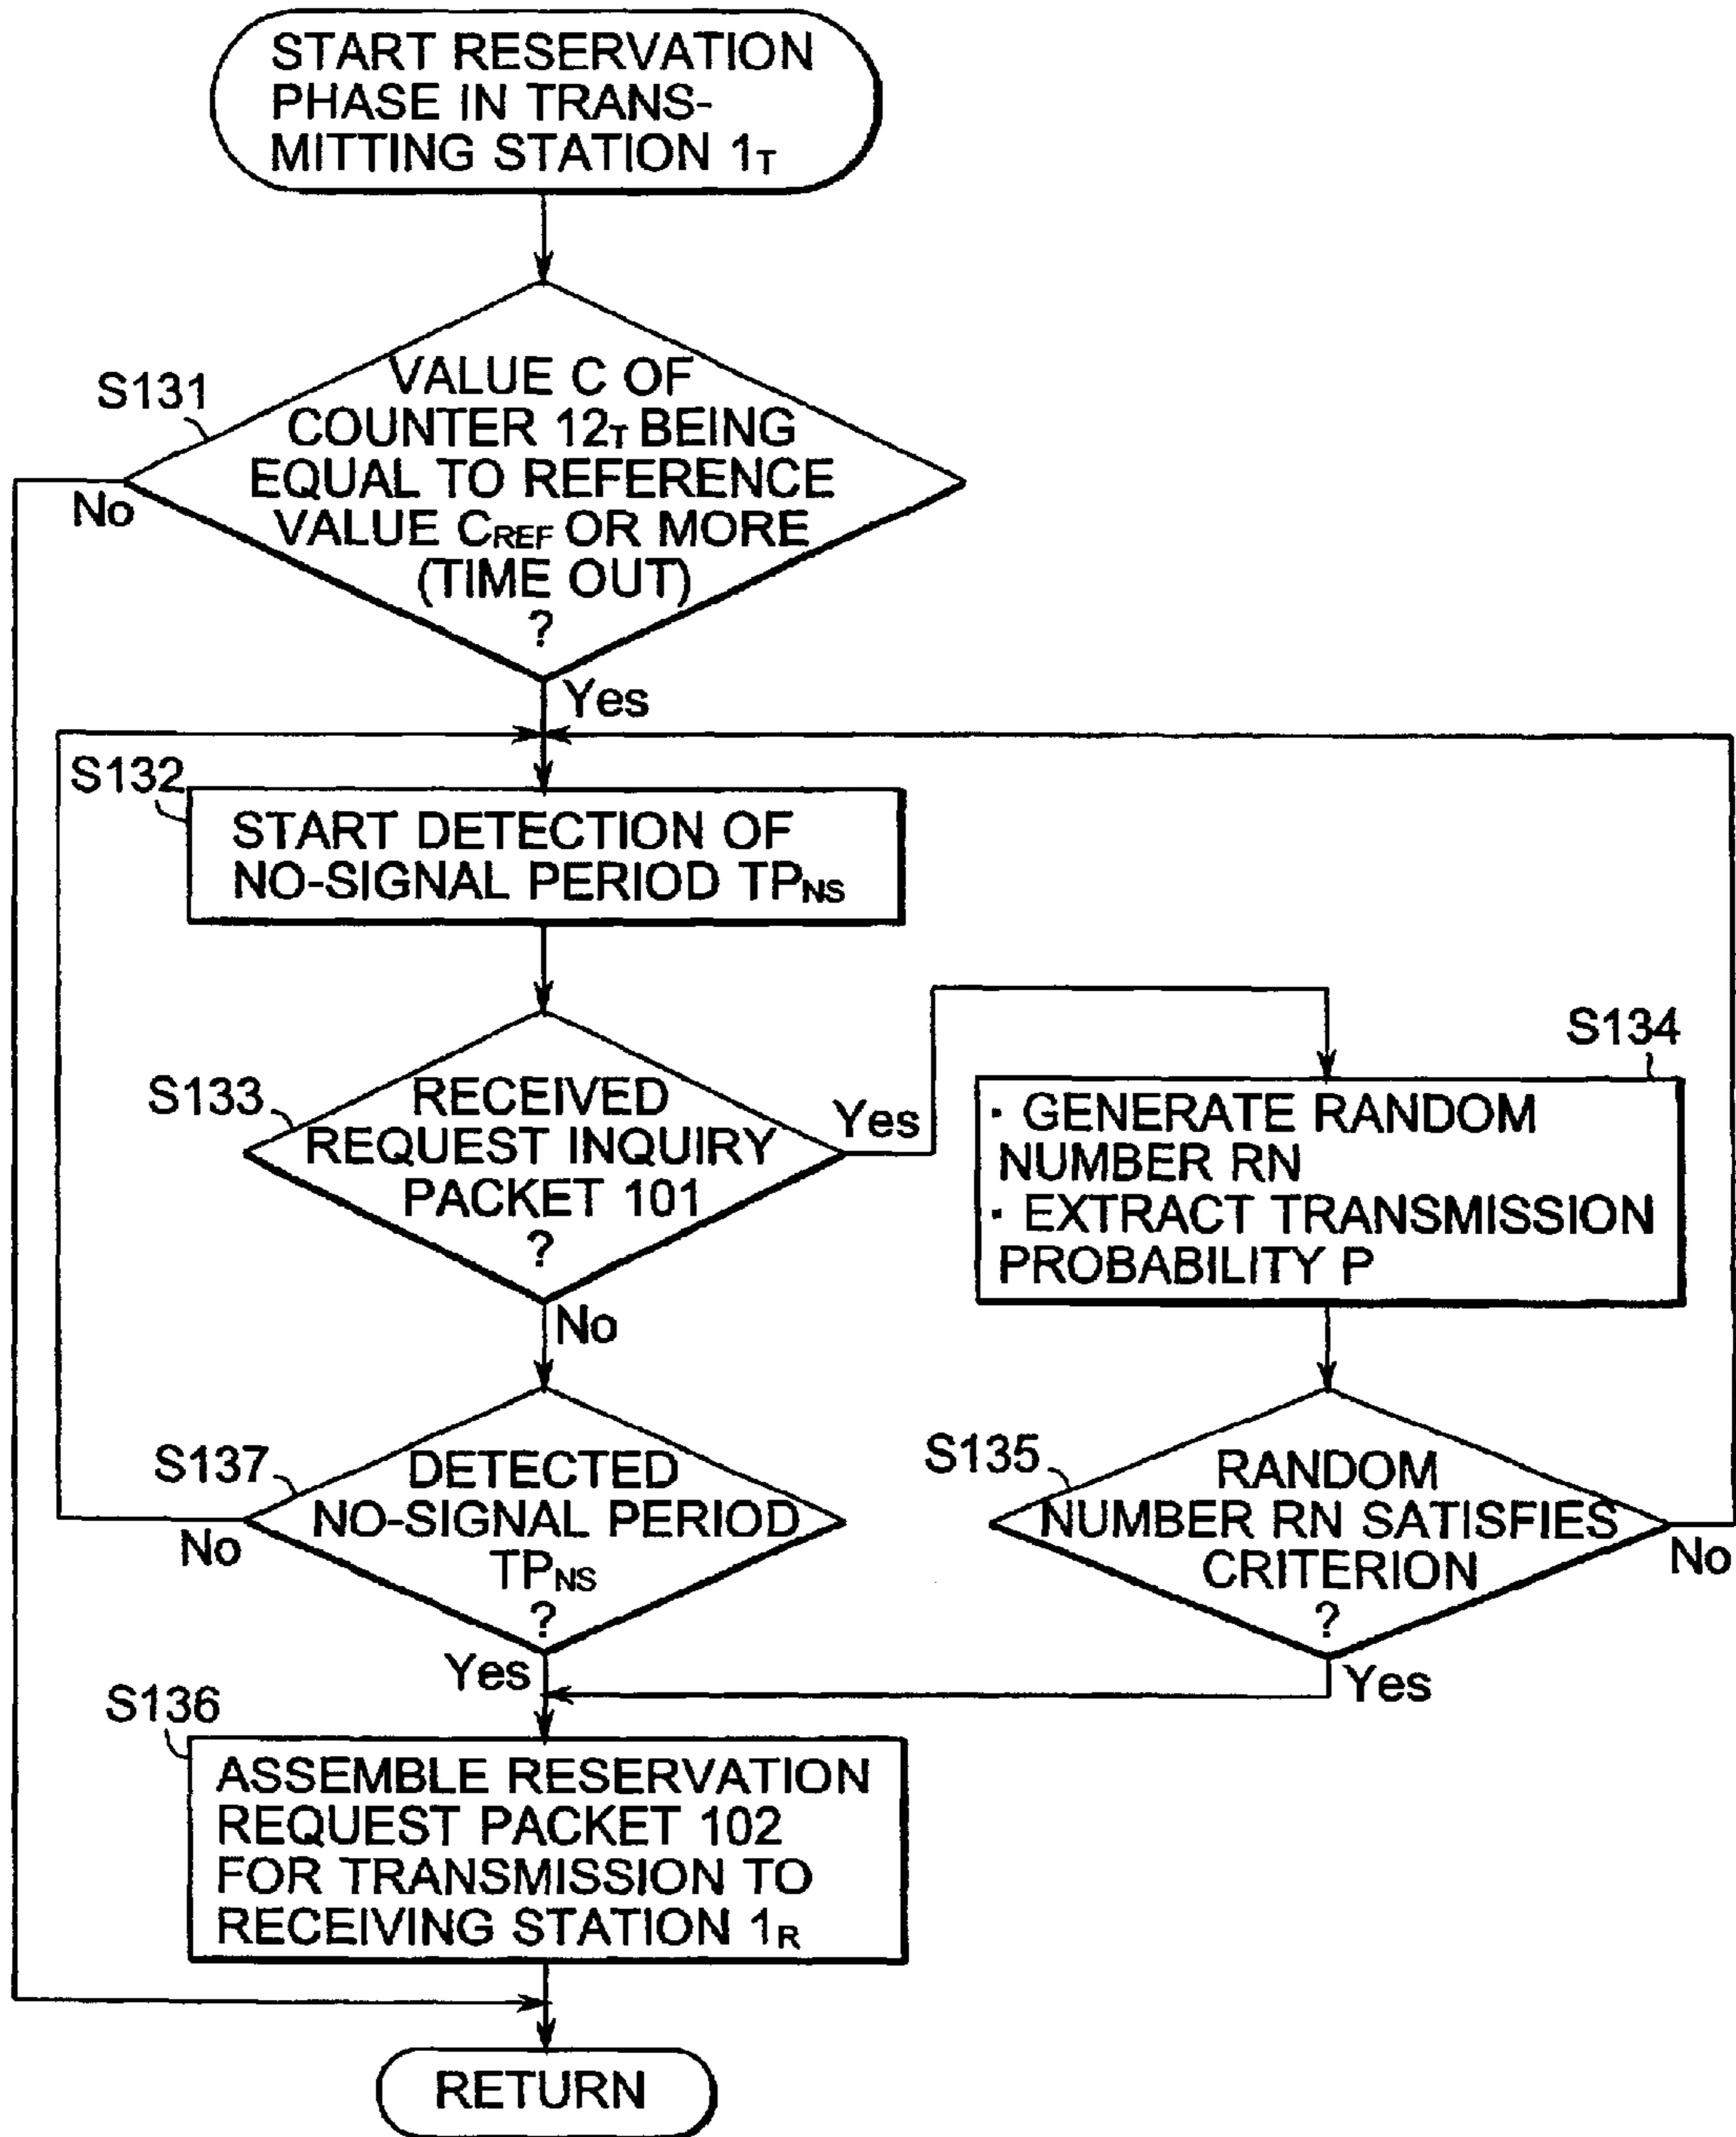 START RESERVATION
PHASE IN TRANS-
MITTING STATION 1T
S131
VALUE C OF
COUNTER 12T BEING
EQUAL TO REFERENCE
VALUE CREF OR MORE
(TIME OUT)
?
No
Yes
S132
START DETECTION OF
NO-SIGNAL PERIOD TPNS
S133
RECEIVED
REQUEST INQUIRY
PACKET 101
?
Yes
No
S134
· GENERATE RANDOM
NUMBER RN
· EXTRACT TRANSMISSION
PROBABILITY P
S137
DETECTED
NO-SIGNAL PERIOD
TPNS
?
No
Yes
S135
RANDOM
NUMBER RN SATISFIES
CRITERION
?
No
Yes
S136
ASSEMBLE RESERVATION
REQUEST PACKET 102
FOR TRANSMISSION TO
RECEIVING STATION 1R
RETURN